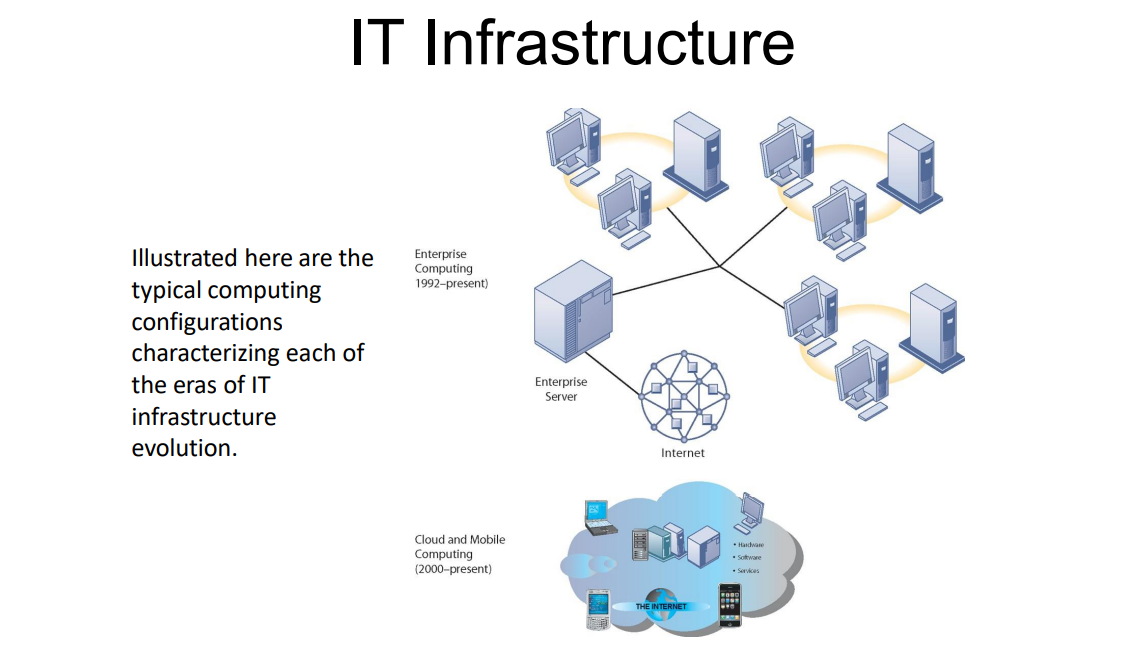 IT Infrastructure
Illustrated here are the
typical computing
configurations
characterizing each of
the eras of IT
infrastructure
evolution.
Enterprise
Computing
1992–present)
Enterprise
Server
Internet
Cloud and Mobile
Computing
(2000–present)
• Hardware
• Software
• Services
THE INTERNET